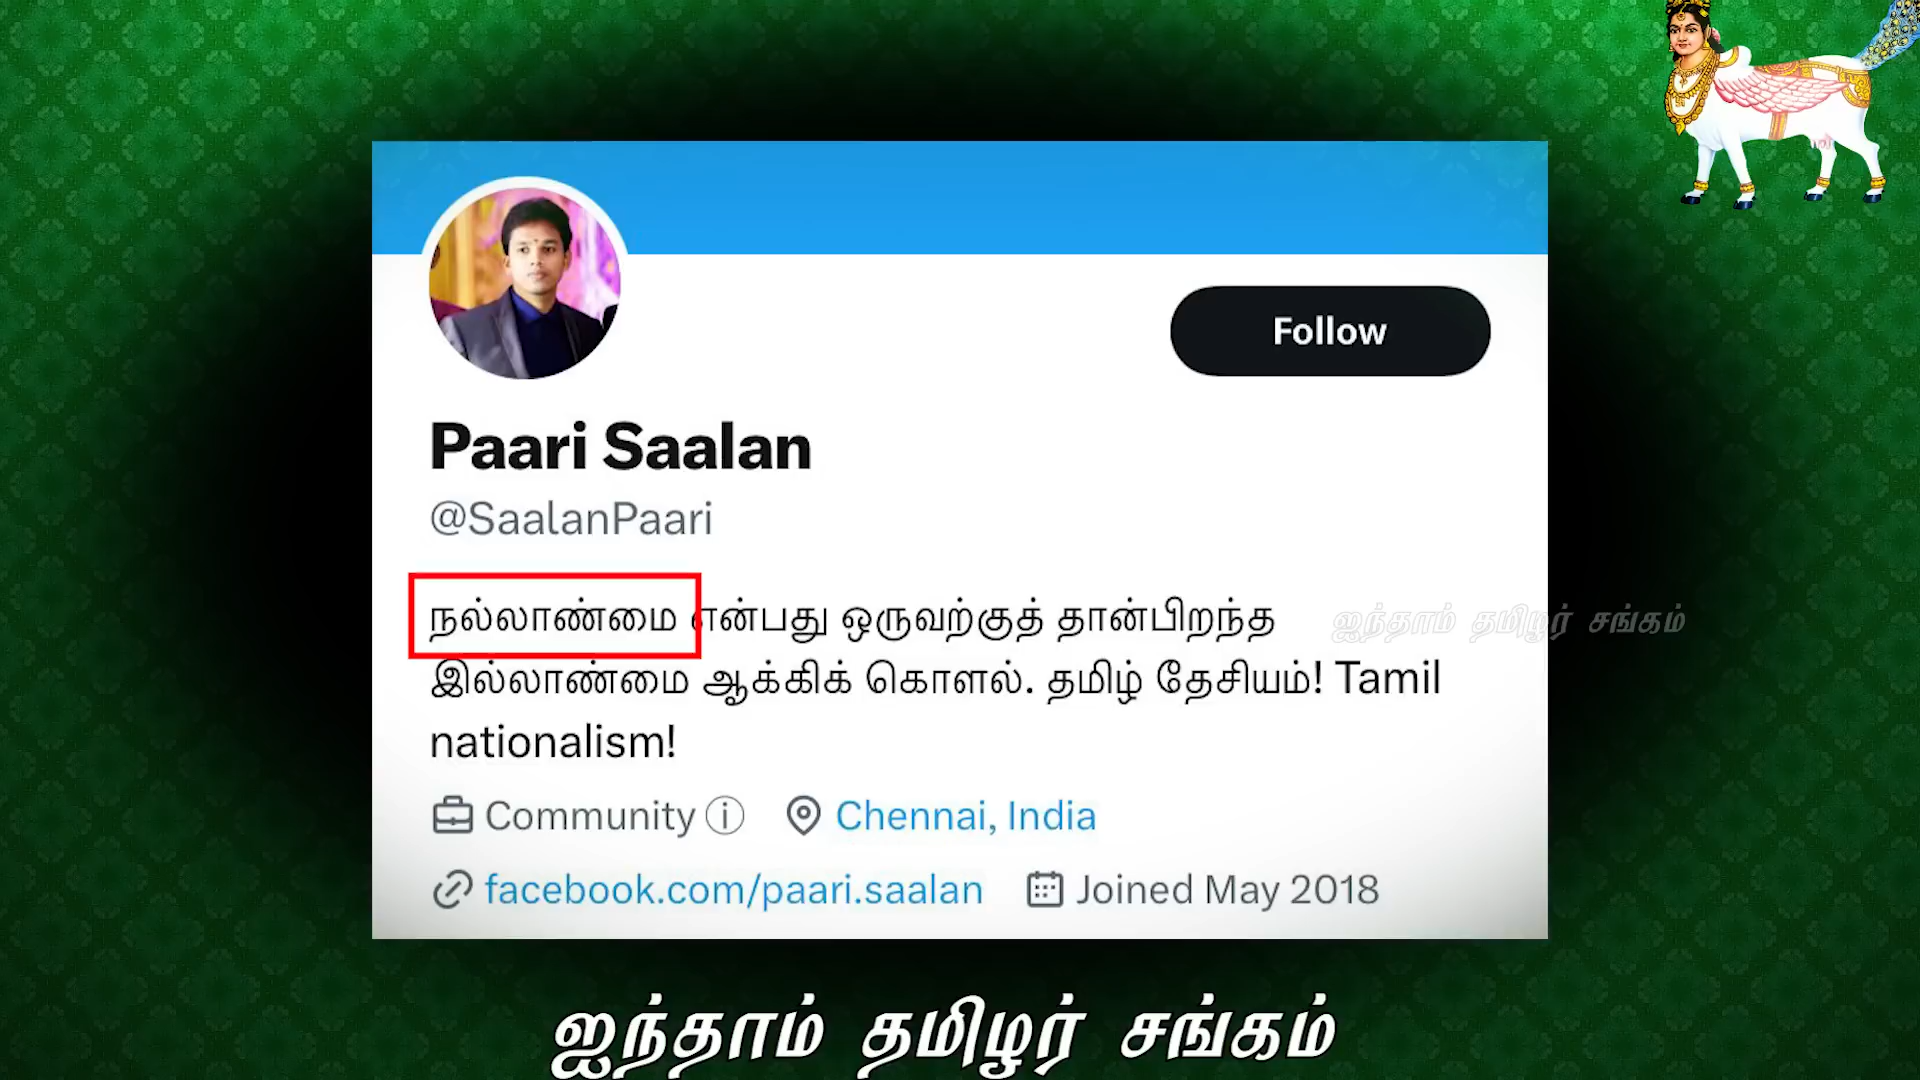 Follow
Paari Saalan
@SaalanPaari
நல்லாண்மை என்பது ஒருவற்குத் தான்பிறந்த
இல்லாண்மை ஆக்கிக் கொளல். தமிழ் தேசியம்! Tamil
nationalism!
ஐந்தாம் தமிழர் சங்கம்
Community Chennai, India
facebook.com/paari.saalan Joined May 2018
ஐந்தாம் தமிழர் சங்கம்